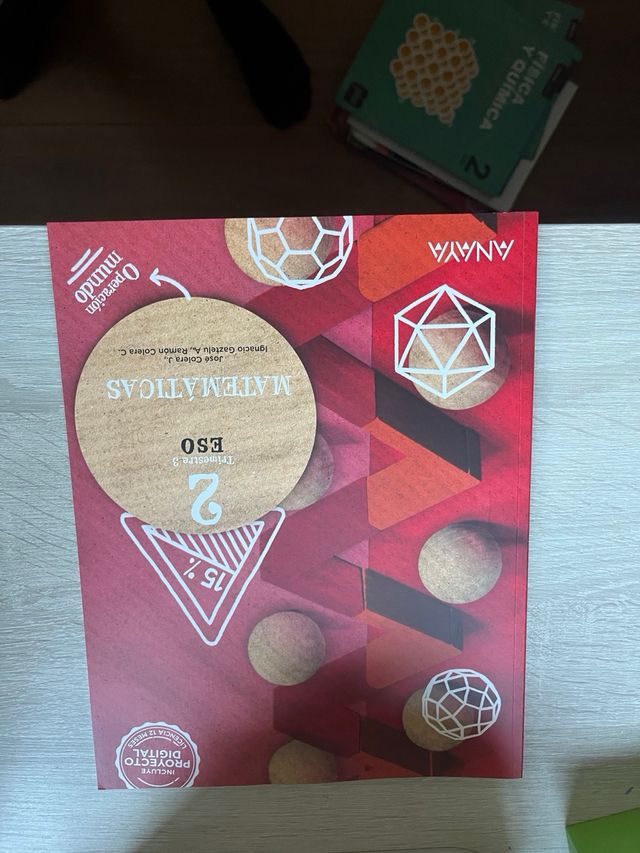 ANAYA
Operación
mundo
MATEMÁTICAS
José Colera J.,
Ignacio Gaztelu A., Ramón Colera C.
2
Trimestre 3
ESO
15 %
INCLUYE
PROYECTO
DIGITAL
LICENCIA 12 MESES
FÍSICA
Y QUÍMICA
2